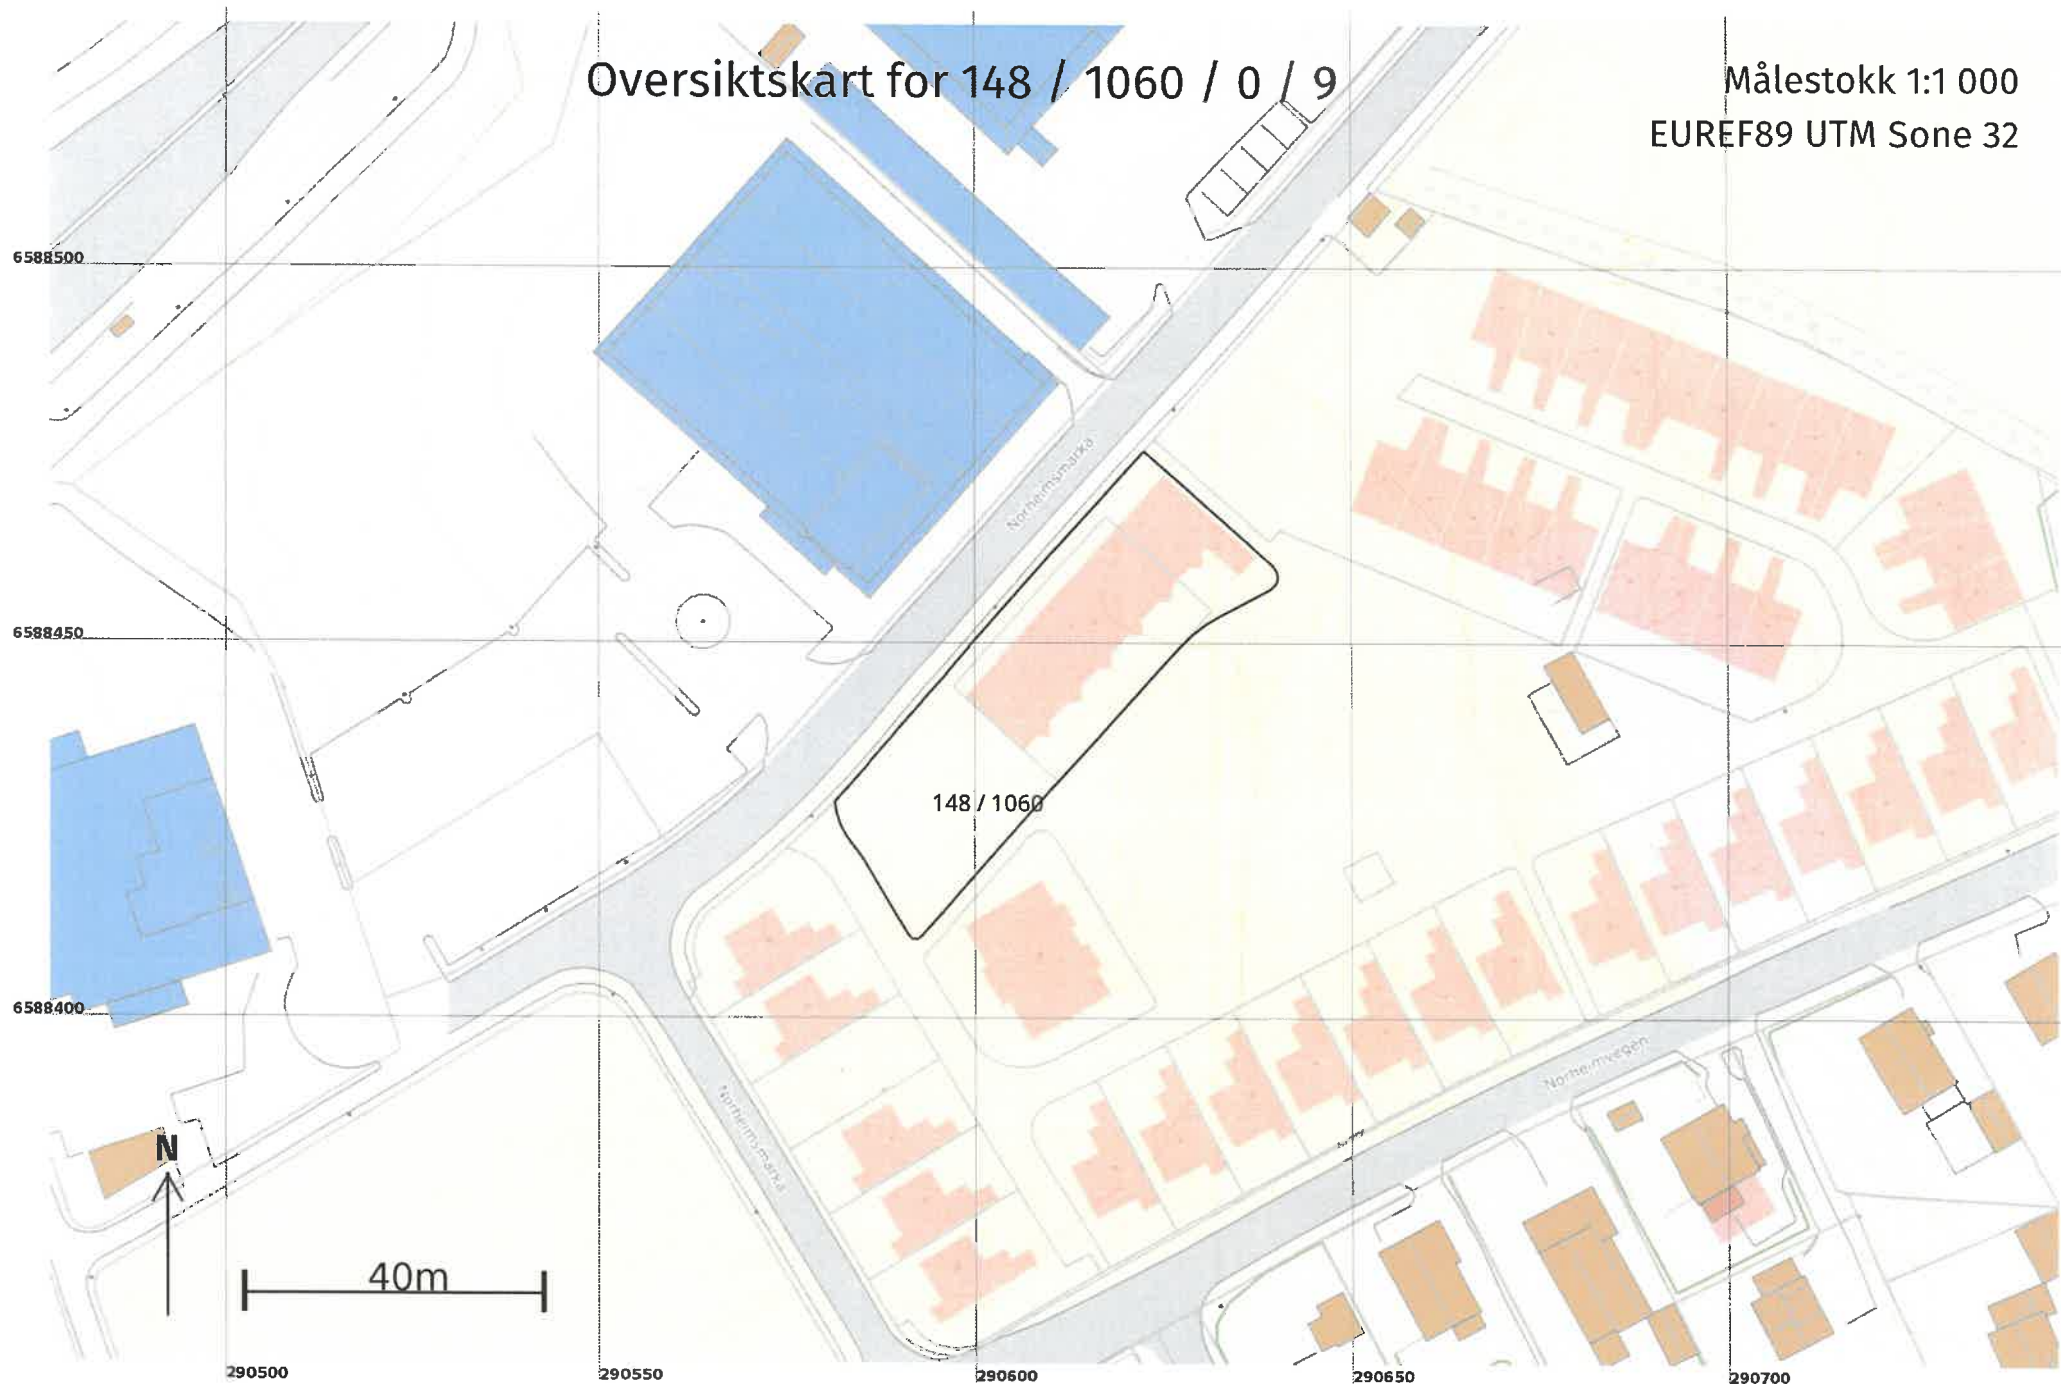 Oversiktskart for 148 / 1060 / 0 / 9
Målestokk 1:1 000
EUREF89 UTM Sone 32
6588500
Norheimsmarka
6588450
148 / 1060
6588400
Norheimsmarka
Norheimvegen
N
40m
290500
290550
290600
290650
290700